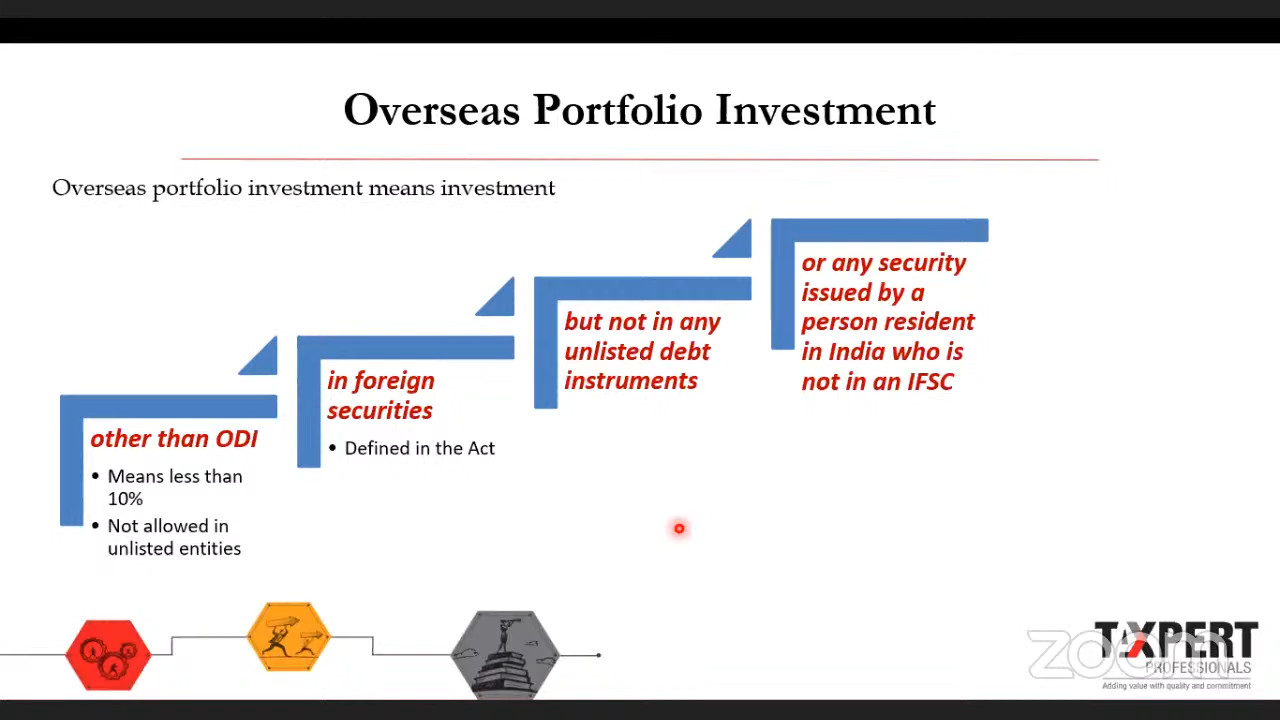 Overseas Portfolio Investment
Overseas portfolio investment means investment
other than ODI
• Means less than
10%
• Not allowed in
unlisted entities
in foreign
securities
• Defined in the Act
but not in any
unlisted debt
instruments
or any security
issued by a
person resident
in India who is
not in an IFSC
TAXPERT
PROFESSIONALS
Adding value with quality and commitment
zoom